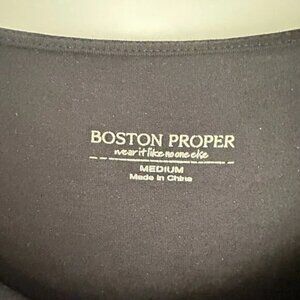 BOSTON PROPER
wear it like no one else
MEDIUM
Made in China